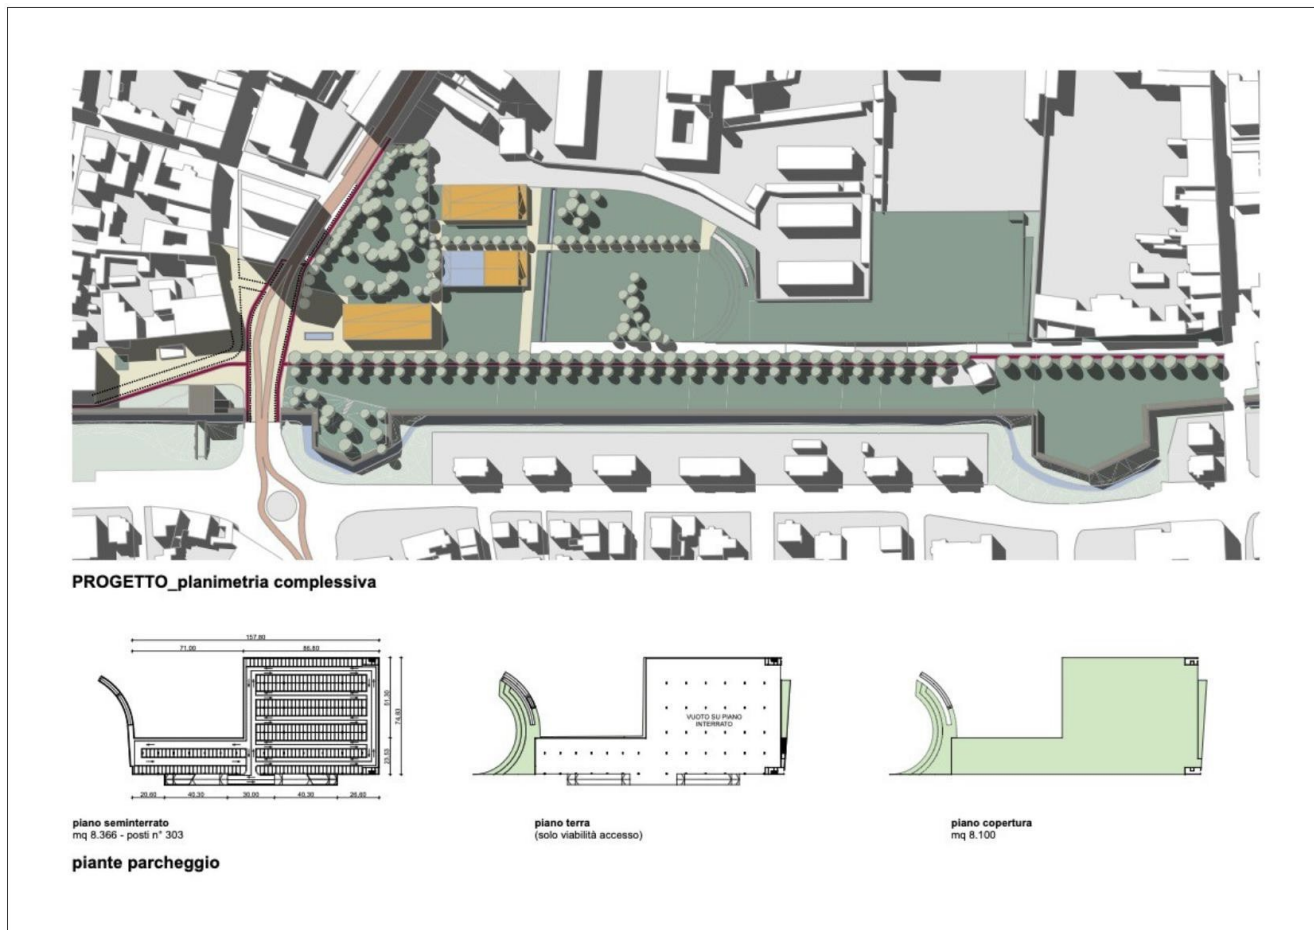 PROGETTO_planimetria complessiva
157.80
71.00 86.80
51.30
74.83
23.53
20.60 40.30 30.00 40.30 26.60
VUOTO SU PIANO
INTERRATO
piano seminterrato
mq 8.366 - posti n° 303
piano terra
(solo viabilità accesso)
piano copertura
mq 8.100
piante parcheggio